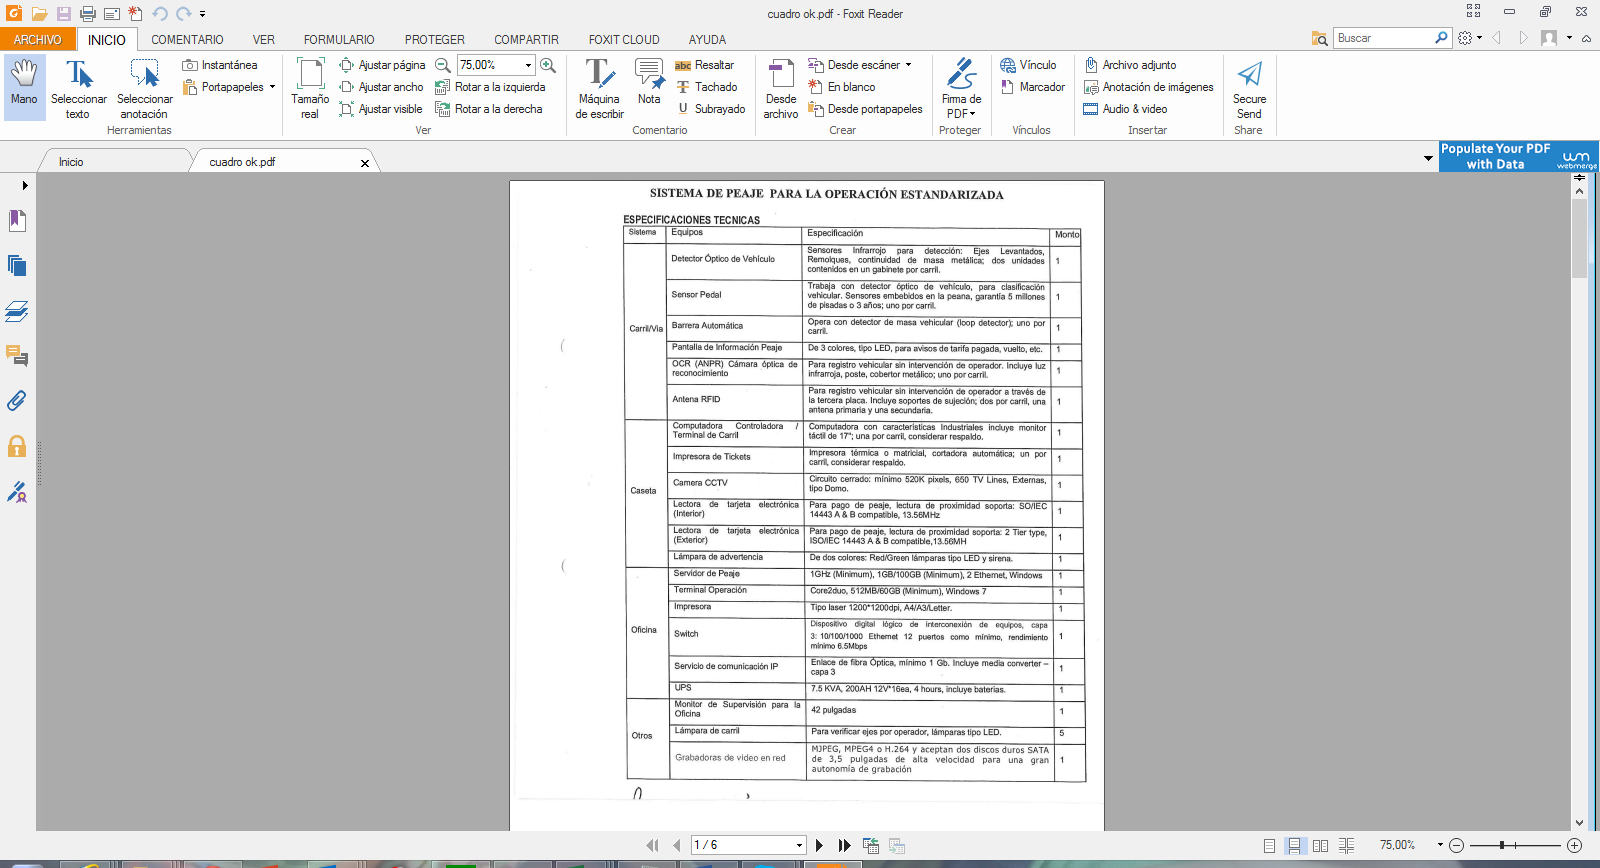 cuadro ok.pdf - Foxit Reader
ARCHIVO INICIO COMENTARIO VER FORMULARIO PROTEGER COMPARTIR FOXIT CLOUD AYUDA Buscar
Mano
Seleccionar texto
Seleccionar anotación
Instantánea
Portapapeles
Herramientas
Tamaño real
Ajustar página
Ajustar ancho
Ajustar visible
75,00%
Rotar a la izquierda
Rotar a la derecha
Ver
Máquina de escribir
Nota
abc Resaltar
Tachado
Subrayado
Comentario
Desde archivo
Desde escáner
En blanco
Desde portapapeles
Crear
Firma de PDF
Proteger
Vínculo
Marcador
Vínculos
Archivo adjunto
Anotación de imágenes
Audio & video
Insertar
Secure Send
Share
Inicio
cuadro ok.pdf
Populate Your PDF
with Data
webmerge
SISTEMA DE PEAJE PARA LA OPERACIÓN ESTANDARIZADA
ESPECIFICACIONES TECNICAS
Sistema Equipos Especificación Monto
Carril/Via
Detector Óptico de Vehículo
Sensores Infrarrojo para detección: Ejes Levantados,
Remolques, continuidad de masa metálica; dos unidades
contenidos en un gabinete por carril.
1
Sensor Pedal
Trabaja con detector óptico de vehículo, para clasificación
vehicular. Sensores embebidos en la peana, garantía 5 millones
de pisadas o 3 años; uno por carril.
1
Barrera Automática
Opera con detector de masa vehicular (loop detector); uno por
carril.
1
Pantalla de Información Peaje
De 3 colores, tipo LED, para avisos de tarifa pagada, vuelto, etc.
1
OCR (ANPR) Cámara óptica de
reconocimiento
Para registro vehicular sin intervención de operador. Incluye luz
infrarroja, poste, cobertor metálico; uno por carril.
1
Antena RFID
Para registro vehicular sin intervención de operador a través de
la tercera placa. Incluye soportes de sujeción; dos por carril, una
antena primaria y una secundaria.
1
Caseta
Computadora Controladora /
Terminal de Carril
Computadora con características Industriales incluye monitor
táctil de 17"; una por carril, considerar respaldo.
1
Impresora de Tickets
Impresora térmica o matricial, cortadora automática; un por
carril, considerar respaldo.
1
Camera CCTV
Circuito cerrado: mínimo 520K pixels, 650 TV Lines, Externas,
tipo Domo.
1
Lectora de tarjeta electrónica
(Interior)
Para pago de peaje, lectura de proximidad soporta: SO/IEC
14443 A & B compatible, 13.56MHz
1
Lectora de tarjeta electrónica
(Exterior)
Para pago de peaje, lectura de proximidad soporta: 2 Tier type,
ISO/IEC 14443 A & B compatible,13.56MH
1
Lámpara de advertencia
De dos colores: Red/Green lámparas tipo LED y sirena.
1
Oficina
Servidor de Peaje
1GHz (Minimum), 1GB/100GB (Minimum), 2 Ethernet, Windows
1
Terminal Operación
Core2duo, 512MB/60GB (Minimum), Windows 7
1
Impresora
Tipo laser 1200*1200dpi, A4/A3/Letter.
1
Switch
Dispositivo digital lógico de interconexión de equipos, capa
3: 10/100/1000 Ethernet 12 puertos como mínimo, rendimiento
mínimo 6.5Mbps
1
Servicio de comunicación IP
Enlace de fibra Óptica, mínimo 1 Gb. Incluye media converter –
capa 3
1
UPS
7.5 KVA, 200AH 12V*16ea, 4 hours, incluye baterías.
1
Otros
Monitor de Supervisión para la
Oficina
42 pulgadas
1
Lámpara de carril
Para verificar ejes por operador, lámparas tipo LED.
5
Grabadoras de video en red
MJPEG, MPEG4 o H.264 y aceptan dos discos duros SATA
de 3,5 pulgadas de alta velocidad para una gran
autonomía de grabación
1
1 / 6
75,00%